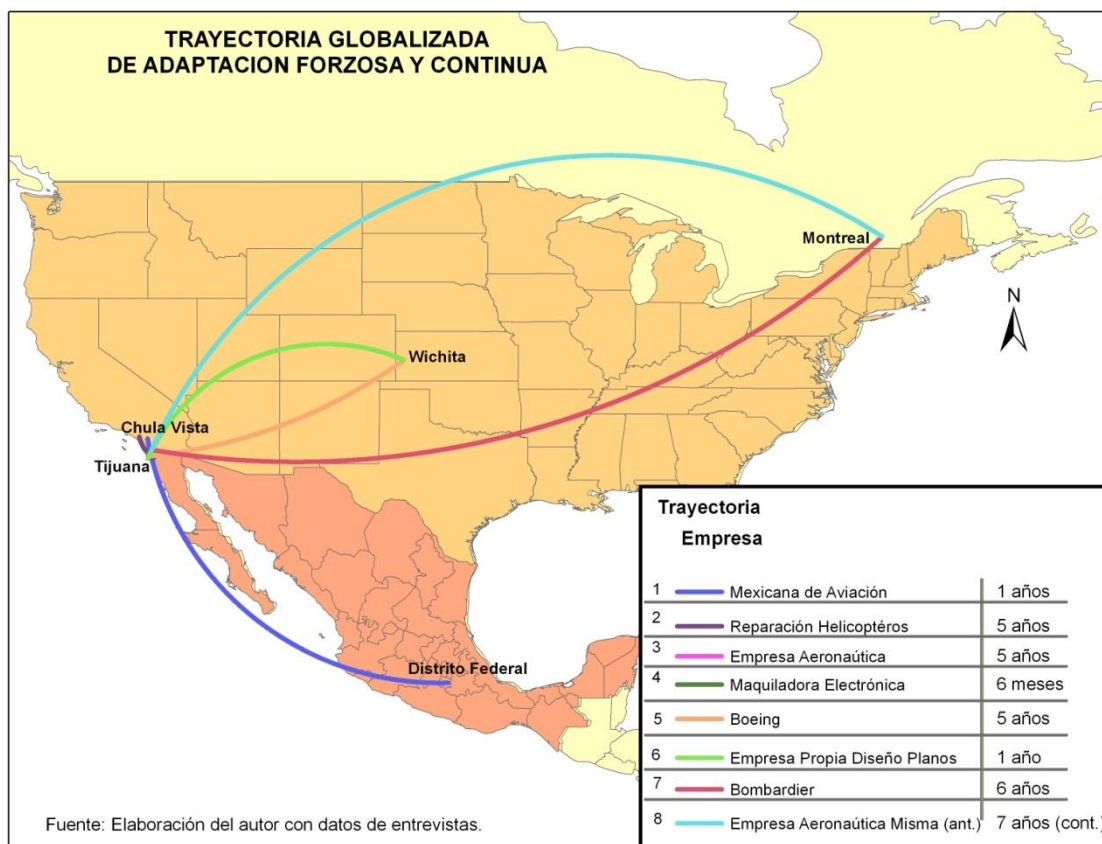 TRAYECTORIA GLOBALIZADA
DE ADAPTACION FORZOSA Y CONTINUA
Montreal
N
Wichita
Chula Vista
Tijuana
Distrito Federal
Trayectoria
Empresa
1 Mexicana de Aviación 1 años
2 Reparación Helicoptéros 5 años
3 Empresa Aeronaútica 5 años
4 Maquiladora Electrónica 6 meses
5 Boeing 5 años
6 Empresa Propia Diseño Planos 1 año
7 Bombardier 6 años
8 Empresa Aeronaútica Misma (ant.) 7 años (cont.)
Fuente: Elaboración del autor con datos de entrevistas.